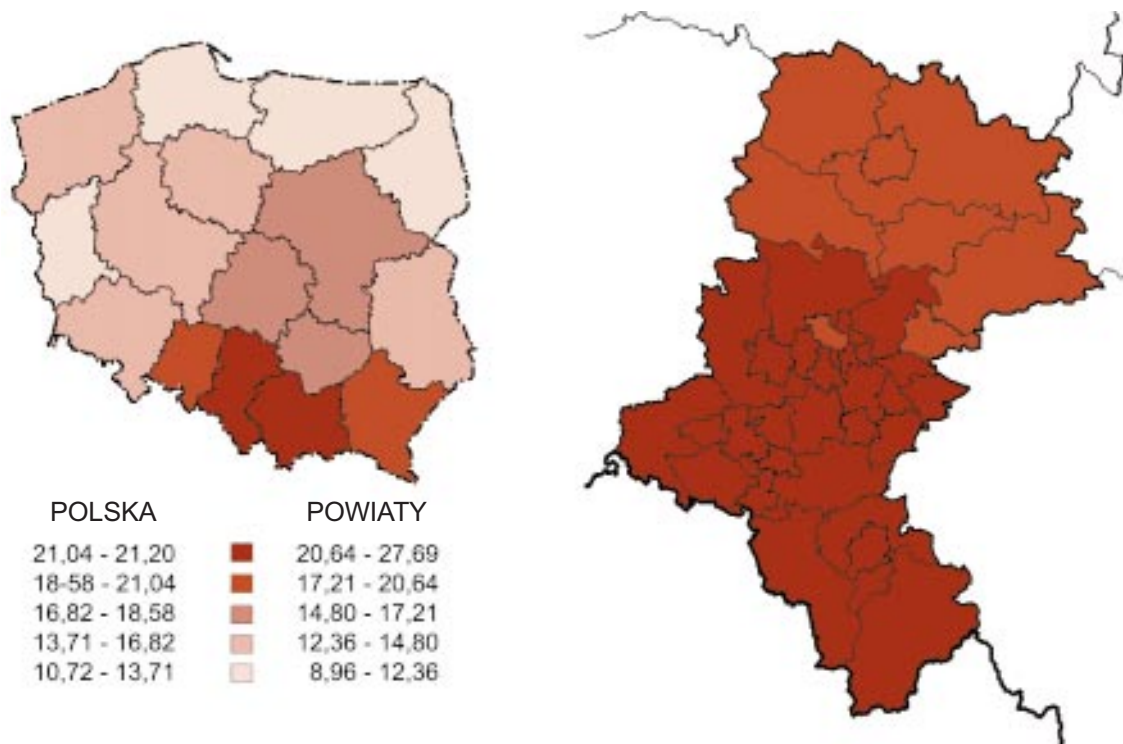 POLSKA POWIATY
21,04 - 21,20 20,64 - 27,69
18-58 - 21,04 17,21 - 20,64
16,82 - 18,58 14,80 - 17,21
13,71 - 16,82 12,36 - 14,80
10,72 - 13,71 8,96 - 12,36